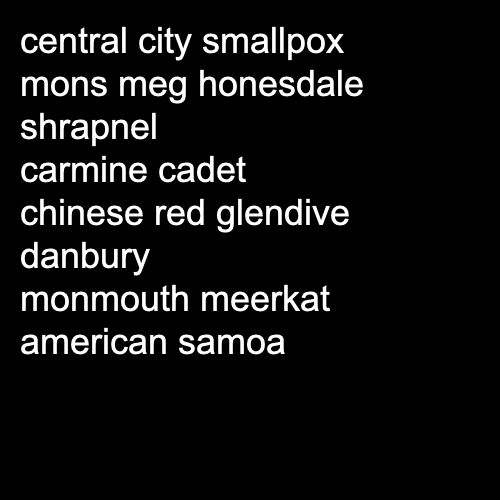 central city smallpox
mons meg honesdale
shrapnel
carmine cadet
chinese red glendive
danbury
monmouth meerkat
american samoa